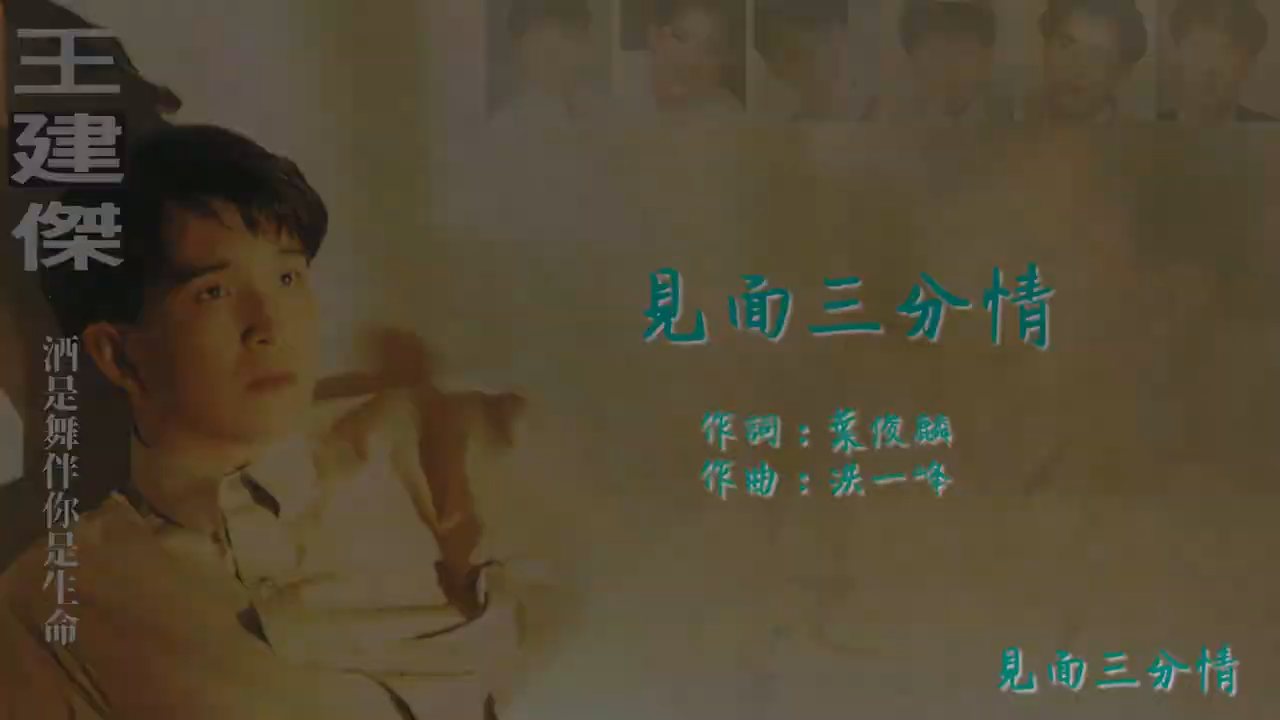 王建傑
酒是舞伴你是生命
見面三分情
作詞：葉俊麟
作曲：洪一峰
見面三分情